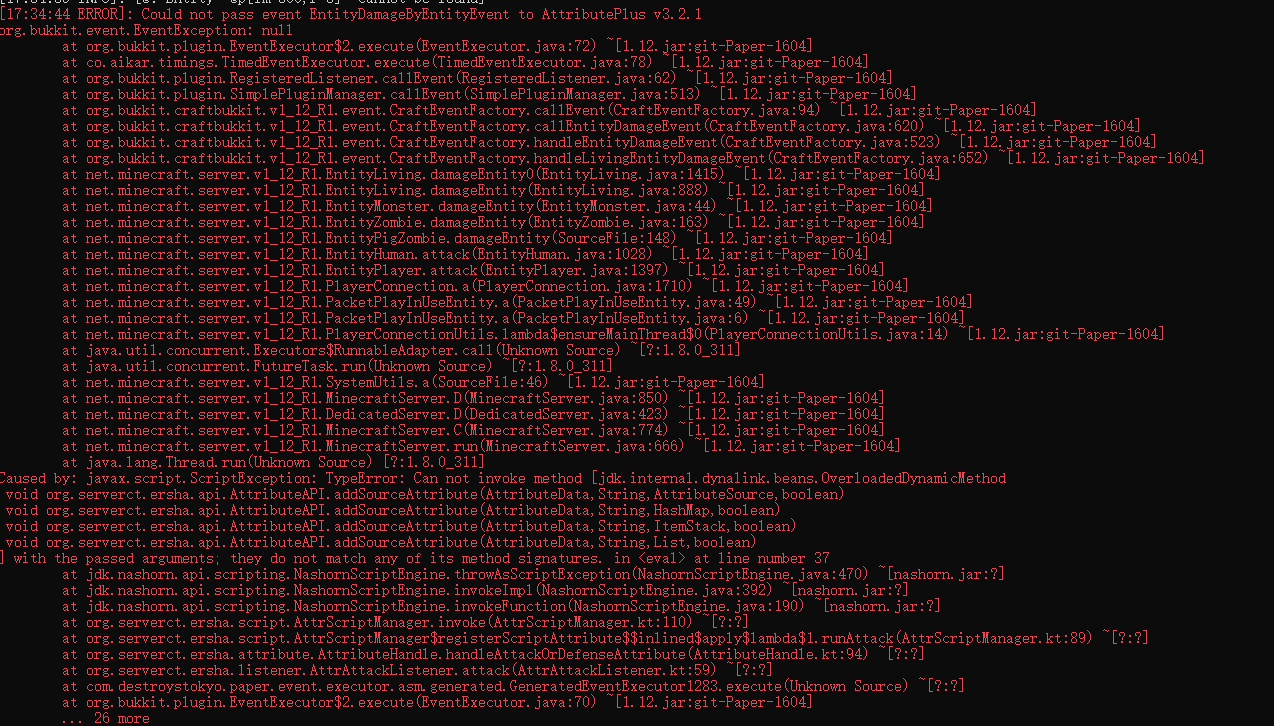 [17:34:44 ERROR]: Could not pass event EntityDamageByEntityEvent to AttributePlus v3.2.1
org.bukkit.event.EventException: null
at org.bukkit.plugin.EventExecutor$2.execute(EventExecutor.java:72) ~[1.12.jar:git-Paper-1604]
at co.aikar.timings.TimedEventExecutor.execute(TimedEventExecutor.java:78) ~[1.12.jar:git-Paper-1604]
at org.bukkit.plugin.RegisteredListener.callEvent(RegisteredListener.java:62) ~[1.12.jar:git-Paper-1604]
at org.bukkit.plugin.SimplePluginManager.callEvent(SimplePluginManager.java:513) ~[1.12.jar:git-Paper-1604]
at org.bukkit.craftbukkit.v1_12_R1.event.CraftEventFactory.callEvent(CraftEventFactory.java:94) ~[1.12.jar:git-Paper-1604]
at org.bukkit.craftbukkit.v1_12_R1.event.CraftEventFactory.callEntityDamageEvent(CraftEventFactory.java:620) ~[1.12.jar:git-Paper-1604]
at org.bukkit.craftbukkit.v1_12_R1.event.CraftEventFactory.handleEntityDamageEvent(CraftEventFactory.java:523) ~[1.12.jar:git-Paper-1604]
at org.bukkit.craftbukkit.v1_12_R1.event.CraftEventFactory.handleLivingEntityDamageEvent(CraftEventFactory.java:652) ~[1.12.jar:git-Paper-1604]
at net.minecraft.server.v1_12_R1.EntityLiving.damageEntity0(EntityLiving.java:1415) ~[1.12.jar:git-Paper-1604]
at net.minecraft.server.v1_12_R1.EntityLiving.damageEntity(EntityLiving.java:888) ~[1.12.jar:git-Paper-1604]
at net.minecraft.server.v1_12_R1.EntityMonster.damageEntity(EntityMonster.java:44) ~[1.12.jar:git-Paper-1604]
at net.minecraft.server.v1_12_R1.EntityZombie.damageEntity(EntityZombie.java:163) ~[1.12.jar:git-Paper-1604]
at net.minecraft.server.v1_12_R1.EntityPigZombie.damageEntity(SourceFile:148) ~[1.12.jar:git-Paper-1604]
at net.minecraft.server.v1_12_R1.EntityHuman.attack(EntityHuman.java:1028) ~[1.12.jar:git-Paper-1604]
at net.minecraft.server.v1_12_R1.EntityPlayer.attack(EntityPlayer.java:1397) ~[1.12.jar:git-Paper-1604]
at net.minecraft.server.v1_12_R1.PlayerConnection.a(PlayerConnection.java:1710) ~[1.12.jar:git-Paper-1604]
at net.minecraft.server.v1_12_R1.PacketPlayInUseEntity.a(PacketPlayInUseEntity.java:49) ~[1.12.jar:git-Paper-1604]
at net.minecraft.server.v1_12_R1.PacketPlayInUseEntity.a(PacketPlayInUseEntity.java:6) ~[1.12.jar:git-Paper-1604]
at net.minecraft.server.v1_12_R1.PlayerConnectionUtils.lambda$ensureMainThread$0(PlayerConnectionUtils.java:14) ~[1.12.jar:git-Paper-1604]
at java.util.concurrent.Executors$RunnableAdapter.call(Unknown Source) ~[?:1.8.0_311]
at java.util.concurrent.FutureTask.run(Unknown Source) ~[?:1.8.0_311]
at net.minecraft.server.v1_12_R1.SystemUtils.a(SourceFile:46) ~[1.12.jar:git-Paper-1604]
at net.minecraft.server.v1_12_R1.MinecraftServer.D(MinecraftServer.java:850) ~[1.12.jar:git-Paper-1604]
at net.minecraft.server.v1_12_R1.DedicatedServer.D(DedicatedServer.java:423) ~[1.12.jar:git-Paper-1604]
at net.minecraft.server.v1_12_R1.MinecraftServer.C(MinecraftServer.java:774) ~[1.12.jar:git-Paper-1604]
at net.minecraft.server.v1_12_R1.MinecraftServer.run(MinecraftServer.java:666) ~[1.12.jar:git-Paper-1604]
at java.lang.Thread.run(Unknown Source) [?:1.8.0_311]
Caused by: javax.script.ScriptException: TypeError: Can not invoke method [jdk.internal.dynalink.beans.OverloadedDynamicMethod
void org.serverct.ersha.api.AttributeAPI.addSourceAttribute(AttributeData,String,AttributeSource,boolean)
void org.serverct.ersha.api.AttributeAPI.addSourceAttribute(AttributeData,String,HashMap,boolean)
void org.serverct.ersha.api.AttributeAPI.addSourceAttribute(AttributeData,String,ItemStack,boolean)
void org.serverct.ersha.api.AttributeAPI.addSourceAttribute(AttributeData,String,List,boolean)
] with the passed arguments; they do not match any of its method signatures. in <eval> at line number 37
at jdk.nashorn.api.scripting.NashornScriptEngine.throwAsScriptException(NashornScriptEngine.java:470) ~[nashorn.jar:?]
at jdk.nashorn.api.scripting.NashornScriptEngine.invokeImpl(NashornScriptEngine.java:392) ~[nashorn.jar:?]
at jdk.nashorn.api.scripting.NashornScriptEngine.invokeFunction(NashornScriptEngine.java:190) ~[nashorn.jar:?]
at org.serverct.ersha.script.AttrScriptManager.invoke(AttrScriptManager.kt:110) ~[?:?]
at org.serverct.ersha.script.AttrScriptManager$registerScriptAttribute$$inlined$apply$lambda$1.runAttack(AttrScriptManager.kt:89) ~[?:?]
at org.serverct.ersha.attribute.AttributeHandle.handleAttackOrDefenseAttribute(AttributeHandle.kt:94) ~[?:?]
at org.serverct.ersha.listener.AttrAttackListener.attack(AttrAttackListener.kt:59) ~[?:?]
at com.destroystokyo.paper.event.executor.asm.generated.GeneratedEventExecutor1283.execute(Unknown Source) ~[?:?]
at org.bukkit.plugin.EventExecutor$2.execute(EventExecutor.java:70) ~[1.12.jar:git-Paper-1604]
... 26 more